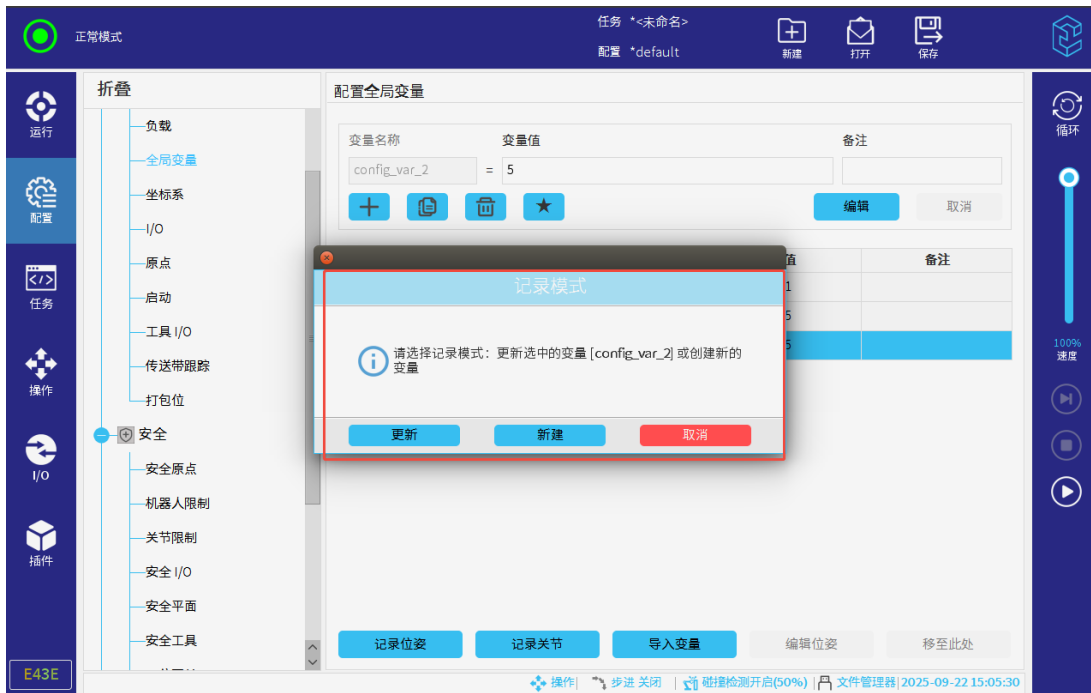 正常模式
任务 *<未命名>
配置 *default
新建
打开
保存
运行
配置
任务
操作
I/O
插件
E43E
折叠
负载
全局变量
坐标系
I/O
原点
启动
工具 I/O
传送带跟踪
打包位
安全
安全原点
机器人限制
关节限制
安全 I/O
安全平面
安全工具
配置全局变量
变量名称 变量值 备注
config_var_2 = 5
编辑 取消
值 备注
1
5
5
记录模式
请选择记录模式：更新选中的变量 [config_var_2] 或创建新的
变量
更新 新建 取消
记录位姿 记录关节 导入变量 编辑位姿 移至此处
操作| 步进 关闭 | 碰撞检测开启(50%) | 文件管理器|2025-09-22 15:05:30
循环
100%
速度